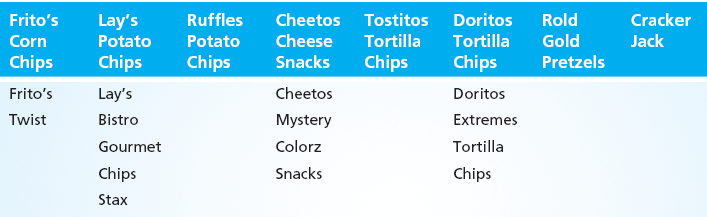 Frito's Lay's Ruffles Cheetos Tostitos Doritos Rold Cracker
Corn Potato Potato Cheese Tortilla Tortilla Gold Jack
Chips Chips Chips Snacks Chips Chips Pretzels
Frito's Lay's Cheetos Doritos
Twist Bistro Mystery Extremes
Gourmet Colorz Tortilla
Chips Snacks Chips
Stax